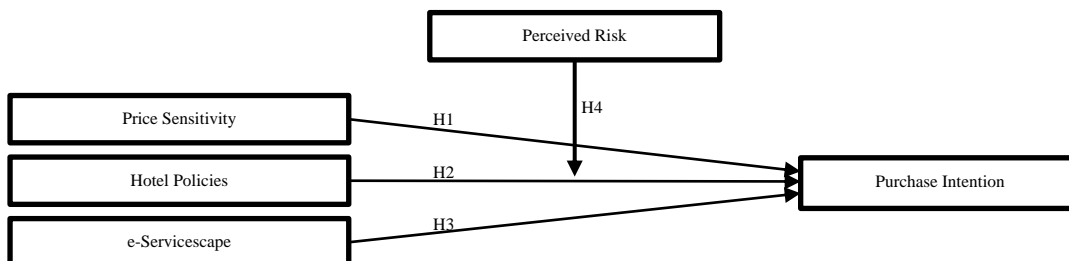 Perceived Risk
H4
Price Sensitivity
H1
Hotel Policies
H2
Purchase Intention
e-Servicescape
H3